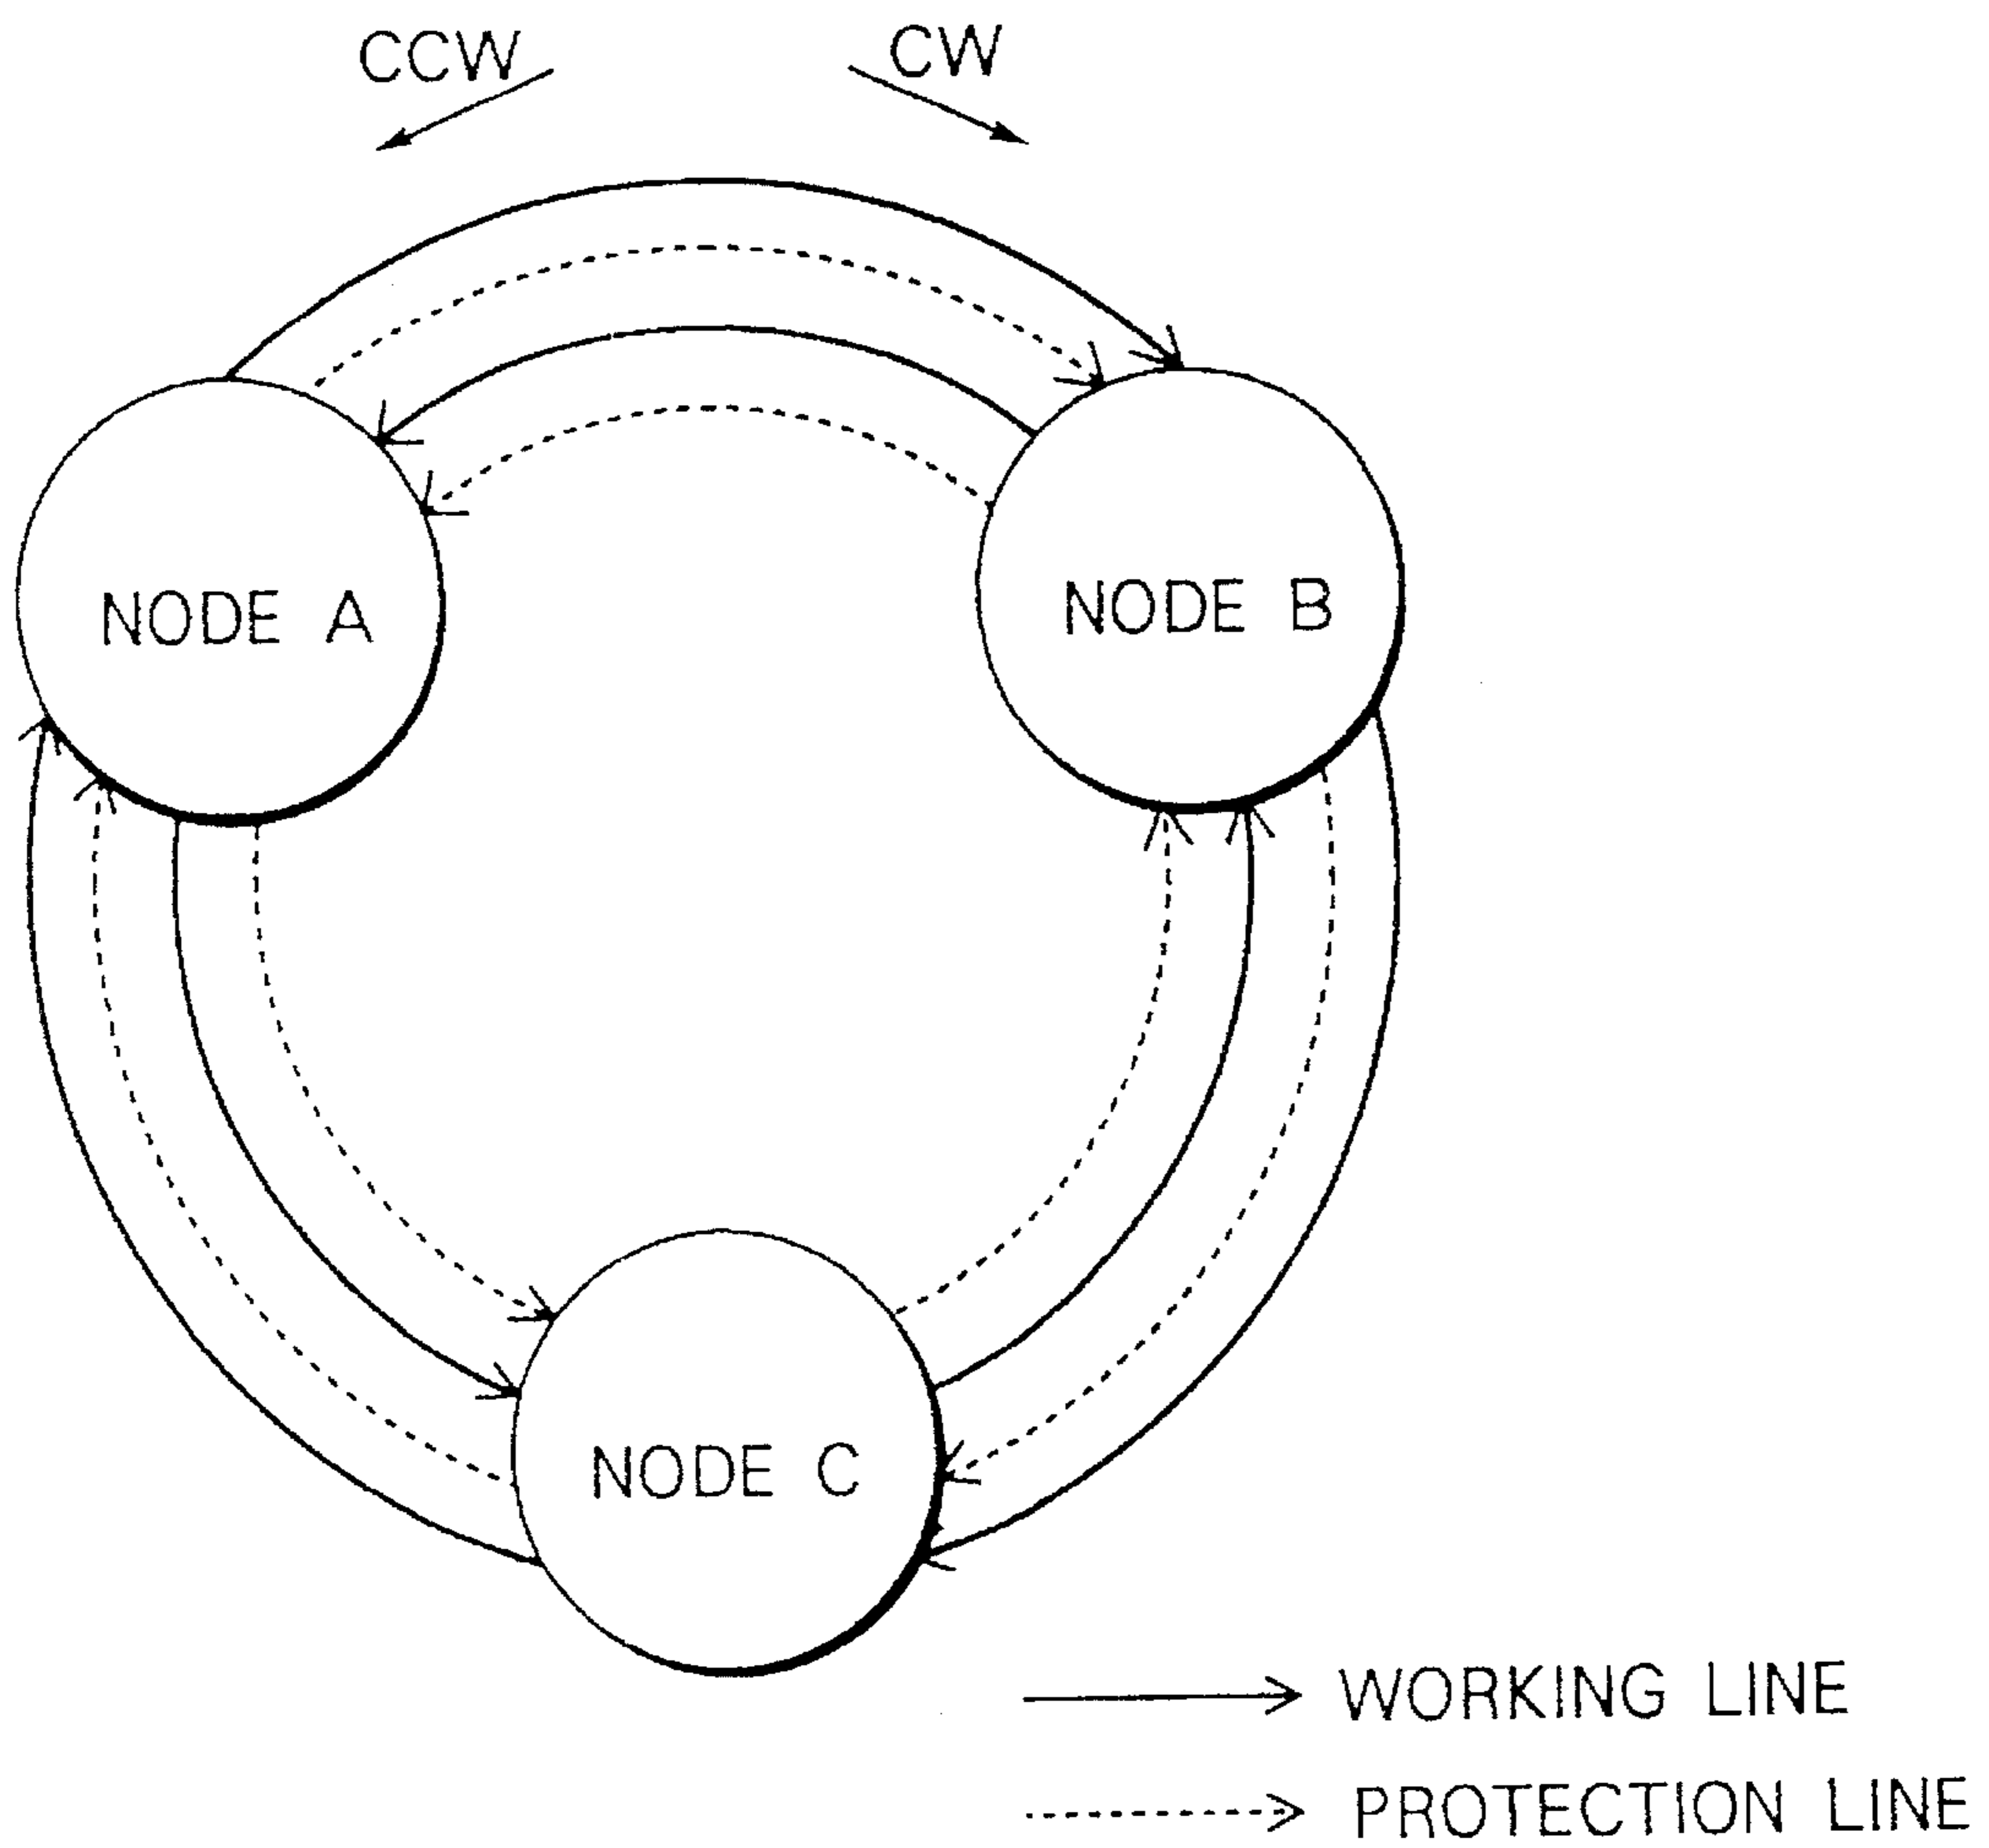 CCW
CW
NODE A
NODE B
NODE C
WORKING LINE
PROTECTION LINE